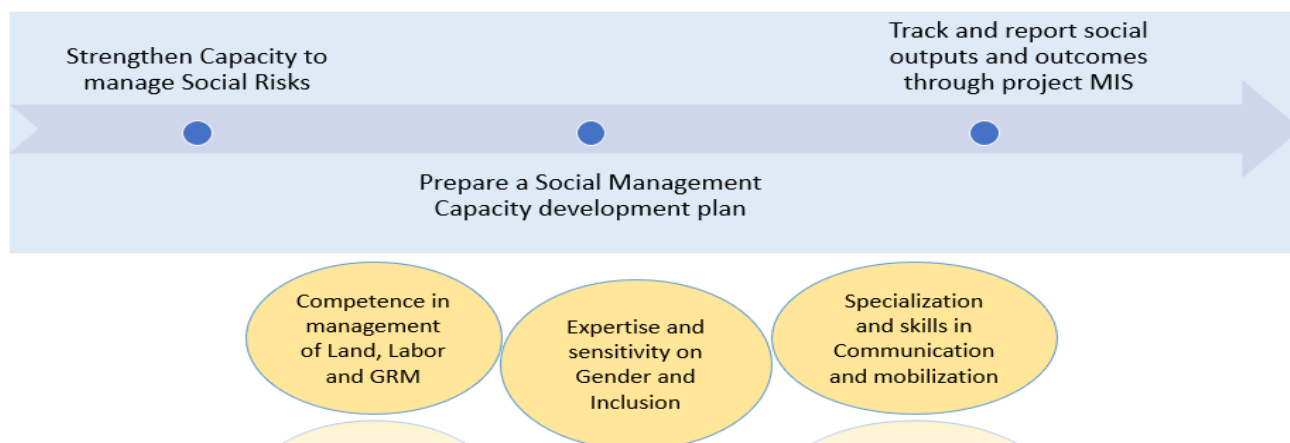 Strengthen Capacity to
manage Social Risks
Prepare a Social Management
Capacity development plan
Track and report social
outputs and outcomes
through project MIS
Competence in
management
of Land, Labor
and GRM
Expertise and
sensitivity on
Gender and
Inclusion
Specialization
and skills in
Communication
and mobilization